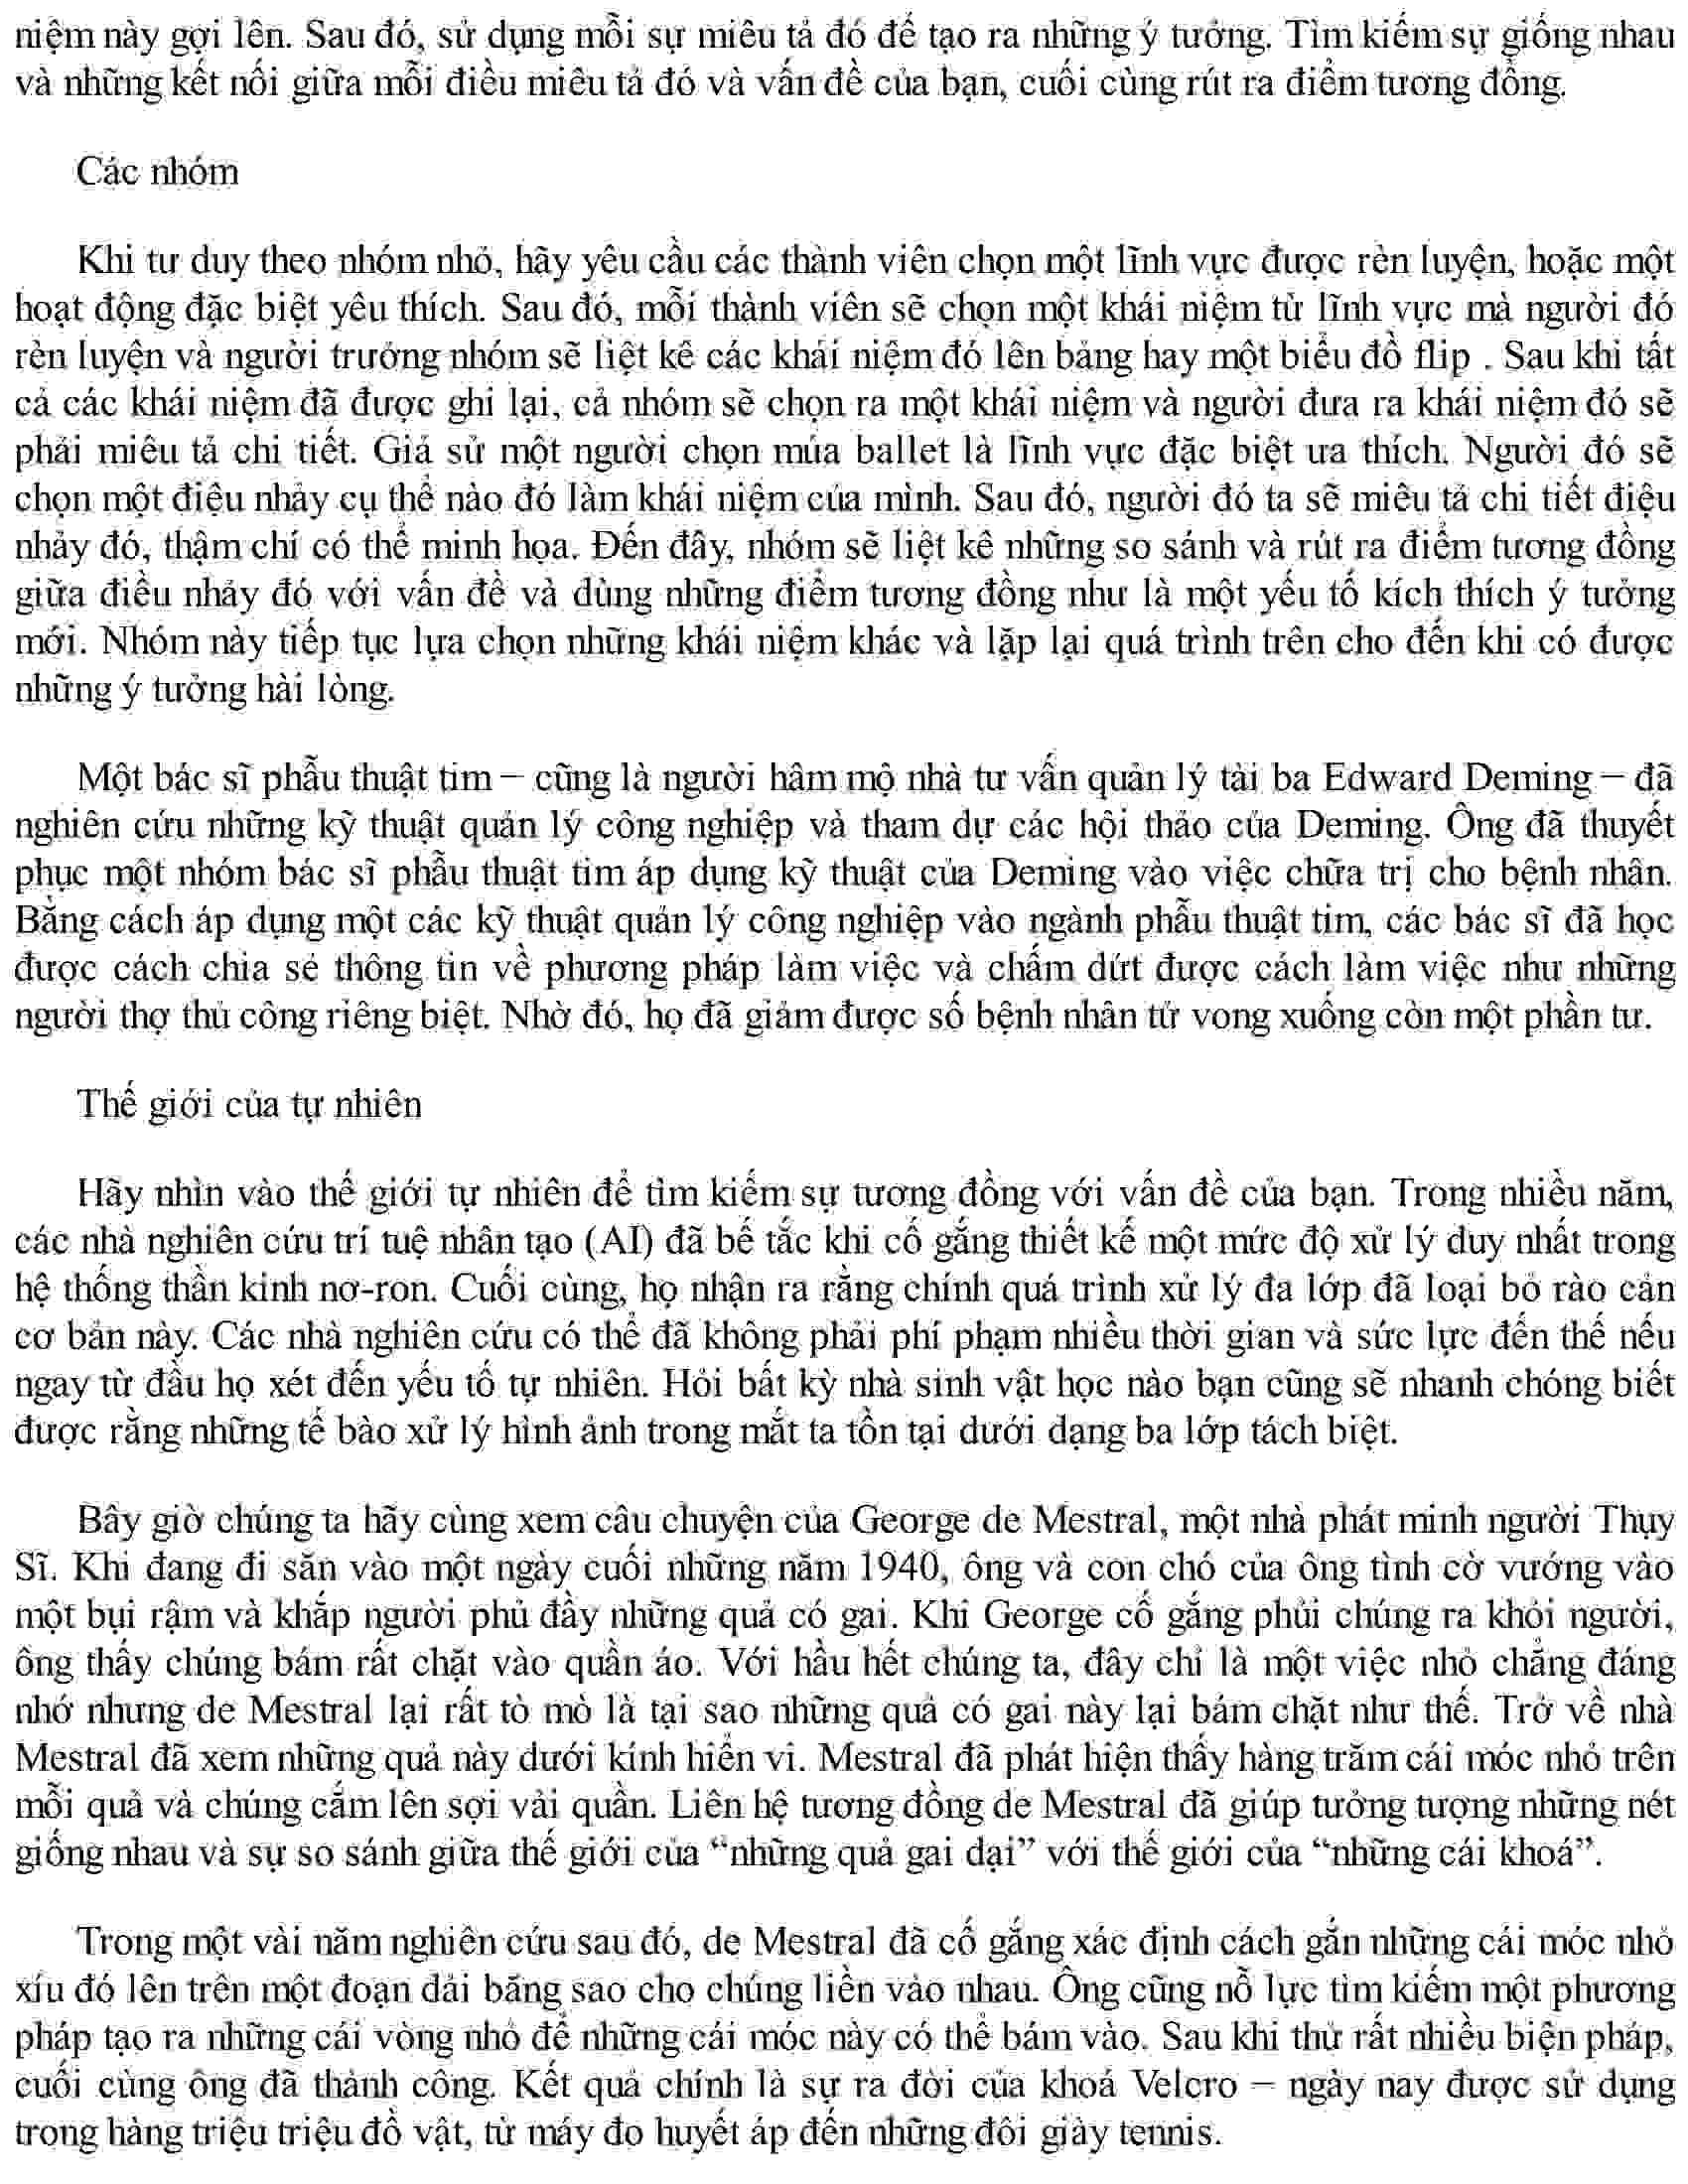 niệm này gợi lên. Sau đó, sử dụng mỗi sự miêu tả đó để tạo ra những ý tưởng. Tìm kiếm sự giống nhau
và những kết nối giữa mỗi điều miêu tả đó và vấn đề của bạn, cuối cùng rút ra điểm tương đồng.
Các nhóm
Khi tư duy theo nhóm nhỏ, hãy yêu cầu các thành viên chọn một lĩnh vực được rèn luyện, hoặc một
hoạt động đặc biệt yêu thích. Sau đó, mỗi thành viên sẽ chọn một khái niệm từ lĩnh vực mà người đó
rèn luyện và người trưởng nhóm sẽ liệt kê các khái niệm đó lên bảng hay một biểu đồ flip . Sau khi tất
cả các khái niệm đã được ghi lại, cả nhóm sẽ chọn ra một khái niệm và người đưa ra khái niệm đó sẽ
phải miêu tả chi tiết. Giả sử một người chọn múa ballet là lĩnh vực đặc biệt ưa thích. Người đó sẽ
chọn một điệu nhảy cụ thể nào đó làm khái niệm của mình. Sau đó, người đó ta sẽ miêu tả chi tiết điệu
nhảy đó, thậm chí có thể minh họa. Đến đây, nhóm sẽ liệt kê những so sánh và rút ra điểm tương đồng
giữa điều nhảy đó với vấn đề và dùng những điểm tương đồng như là một yếu tố kích thích ý tưởng
mới. Nhóm này tiếp tục lựa chọn những khái niệm khác và lặp lại quá trình trên cho đến khi có được
những ý tưởng hài lòng.
Một bác sĩ phẫu thuật tim – cũng là người hâm mộ nhà tư vấn quản lý tài ba Edward Deming – đã
nghiên cứu những kỹ thuật quản lý công nghiệp và tham dự các hội thảo của Deming. Ông đã thuyết
phục một nhóm bác sĩ phẫu thuật tim áp dụng kỹ thuật của Deming vào việc chữa trị cho bệnh nhân.
Bằng cách áp dụng một các kỹ thuật quản lý công nghiệp vào ngành phẫu thuật tim, các bác sĩ đã học
được cách chia sẻ thông tin về phương pháp làm việc và chấm dứt được cách làm việc như những
người thợ thủ công riêng biệt. Nhờ đó, họ đã giảm được số bệnh nhân tử vong xuống còn một phần tư.
Thế giới của tự nhiên
Hãy nhìn vào thế giới tự nhiên để tìm kiếm sự tương đồng với vấn đề của bạn. Trong nhiều năm,
các nhà nghiên cứu trí tuệ nhân tạo (AI) đã bế tắc khi cố gắng thiết kế một mức độ xử lý duy nhất trong
hệ thống thần kinh nơ-ron. Cuối cùng, họ nhận ra rằng chính quá trình xử lý đa lớp đã loại bỏ rào cản
cơ bản này. Các nhà nghiên cứu có thể đã không phải phí phạm nhiều thời gian và sức lực đến thế nếu
ngay từ đầu họ xét đến yếu tố tự nhiên. Hỏi bất kỳ nhà sinh vật học nào bạn cũng sẽ nhanh chóng biết
được rằng những tế bào xử lý hình ảnh trong mắt ta tồn tại dưới dạng ba lớp tách biệt.
Bây giờ chúng ta hãy cùng xem câu chuyện của George de Mestral, một nhà phát minh người Thụy
Sĩ. Khi đang đi săn vào một ngày cuối những năm 1940, ông và con chó của ông tình cờ vướng vào
một bụi rậm và khắp người phủ đầy những quả có gai. Khi George cố gắng phủi chúng ra khỏi người,
ông thấy chúng bám rất chặt vào quần áo. Với hầu hết chúng ta, đây chỉ là một việc nhỏ chẳng đáng
nhớ nhưng de Mestral lại rất tò mò là tại sao những quả có gai này lại bám chặt như thế. Trở về nhà
Mestral đã xem những quả này dưới kính hiển vi. Mestral đã phát hiện thấy hàng trăm cái móc nhỏ trên
mỗi quả và chúng cắm lên sợi vải quần. Liên hệ tương đồng de Mestral đã giúp tưởng tượng những nét
giống nhau và sự so sánh giữa thế giới của “những quả gai dại” với thế giới của “những cái khoá”.
Trong một vài năm nghiên cứu sau đó, de Mestral đã cố gắng xác định cách gắn những cái móc nhỏ
xíu đó lên trên một đoạn dải băng sao cho chúng liền vào nhau. Ông cũng nỗ lực tìm kiếm một phương
pháp tạo ra những cái vòng nhỏ để những cái móc này có thể bám vào. Sau khi thử rất nhiều biện pháp,
cuối cùng ông đã thành công. Kết quả chính là sự ra đời của khoá Velcro – ngày nay được sử dụng
trong hàng triệu triệu đồ vật, từ máy đo huyết áp đến những đôi giày tennis.